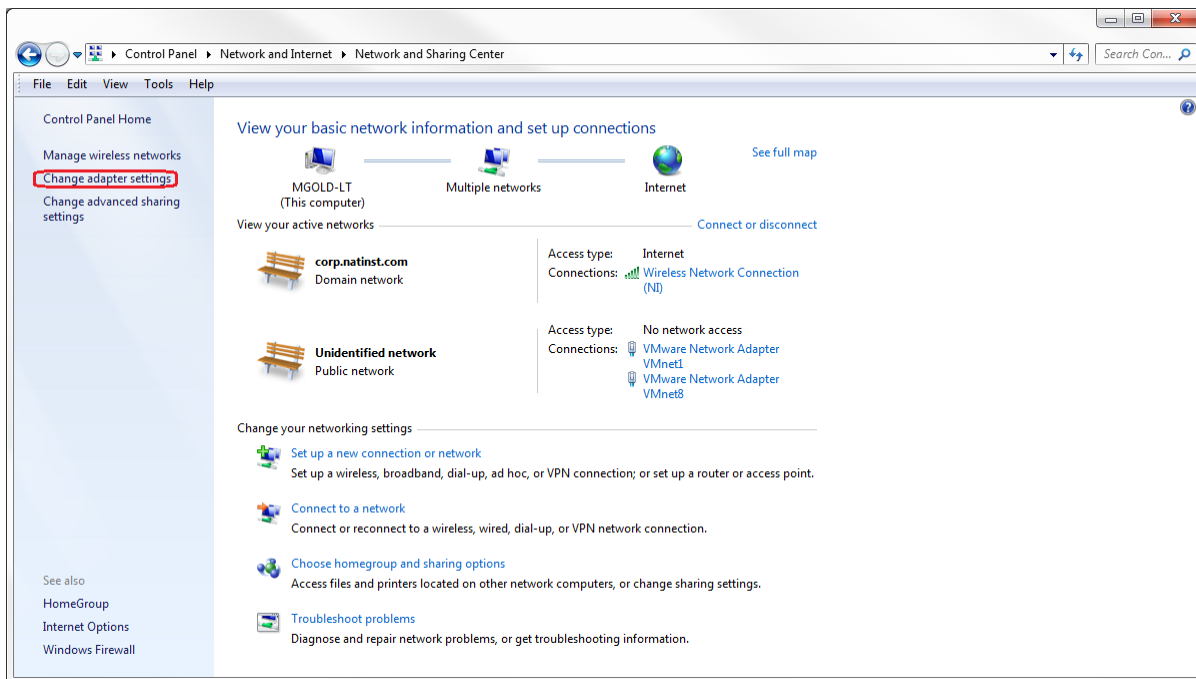 Control Panel Network and Internet Network and Sharing Center
Search Con...
File Edit View Tools Help
Control Panel Home
Manage wireless networks
Change adapter settings
Change advanced sharing
settings
See also
HomeGroup
Internet Options
Windows Firewall
View your basic network information and set up connections
See full map
MGOLD-LT
(This computer)
Multiple networks
Internet
View your active networks
Connect or disconnect
corp.natinst.com
Domain network
Access type: Internet
Connections: Wireless Network Connection
(NI)
Unidentified network
Public network
Access type: No network access
Connections: VMware Network Adapter
VMnet1
VMware Network Adapter
VMnet8
Change your networking settings
Set up a new connection or network
Set up a wireless, broadband, dial-up, ad hoc, or VPN connection; or set up a router or access point.
Connect to a network
Connect or reconnect to a wireless, wired, dial-up, or VPN network connection.
Choose homegroup and sharing options
Access files and printers located on other network computers, or change sharing settings.
Troubleshoot problems
Diagnose and repair network problems, or get troubleshooting information.